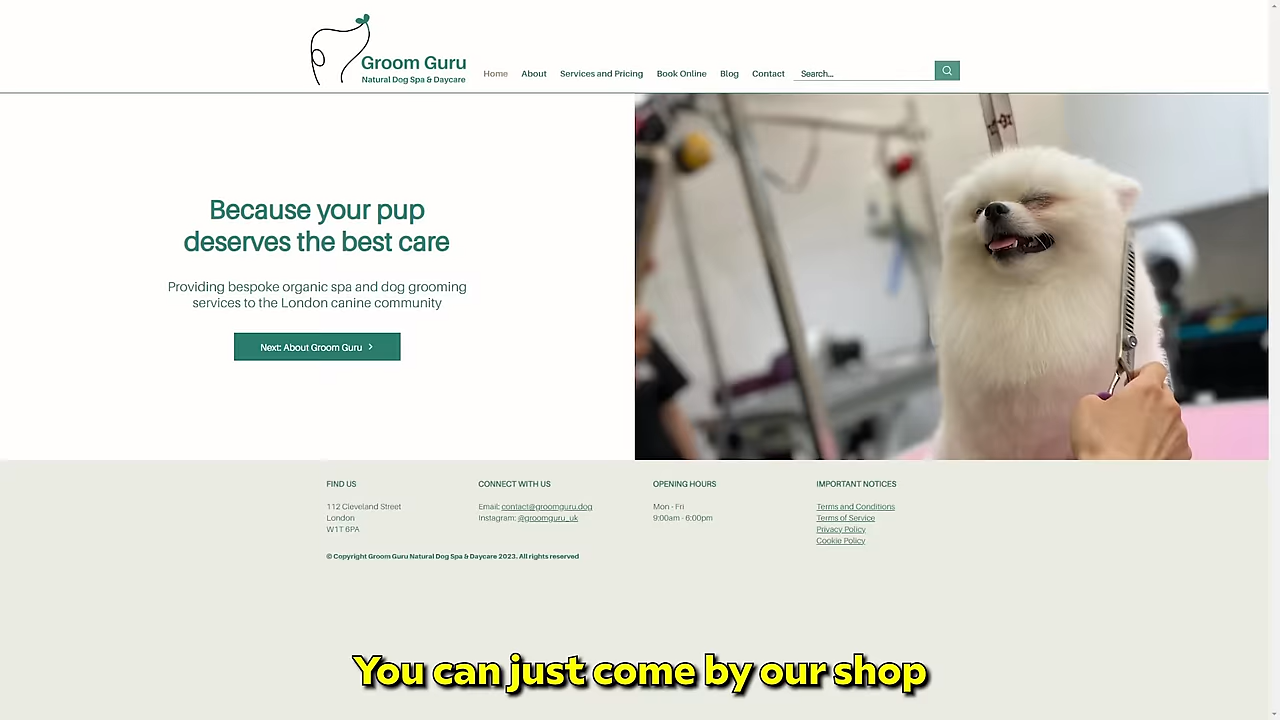 Groom Guru
Natural Dog Spa & Daycare
Home About Services and Pricing Book Online Blog Contact Search...
Because your pup
deserves the best care
Providing bespoke organic spa and dog grooming
services to the London canine community
Next: About Groom Guru >
FIND US
112 Cleveland Street
London
W1T 6PA
CONNECT WITH US
Email: contact@groomguru.dog
Instagram: @groomguru_uk
OPENING HOURS
Mon - Fri
9:00am - 6:00pm
IMPORTANT NOTICES
Terms and Conditions
Terms of Service
Privacy Policy
Cookie Policy
© Copyright Groom Guru Natural Dog Spa & Daycare 2023. All rights reserved
You can just come by our shop